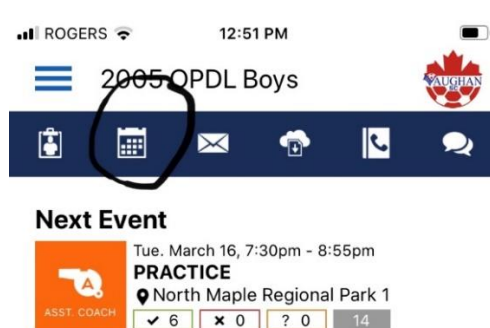 ROGERS 12:51 PM
2005 OPDL Boys
VAUGHAN
Next Event
Tue. March 16, 7:30pm - 8:55pm
PRACTICE
North Maple Regional Park 1
A
ASST. COACH
✓ 6 × 0 ? 0 14